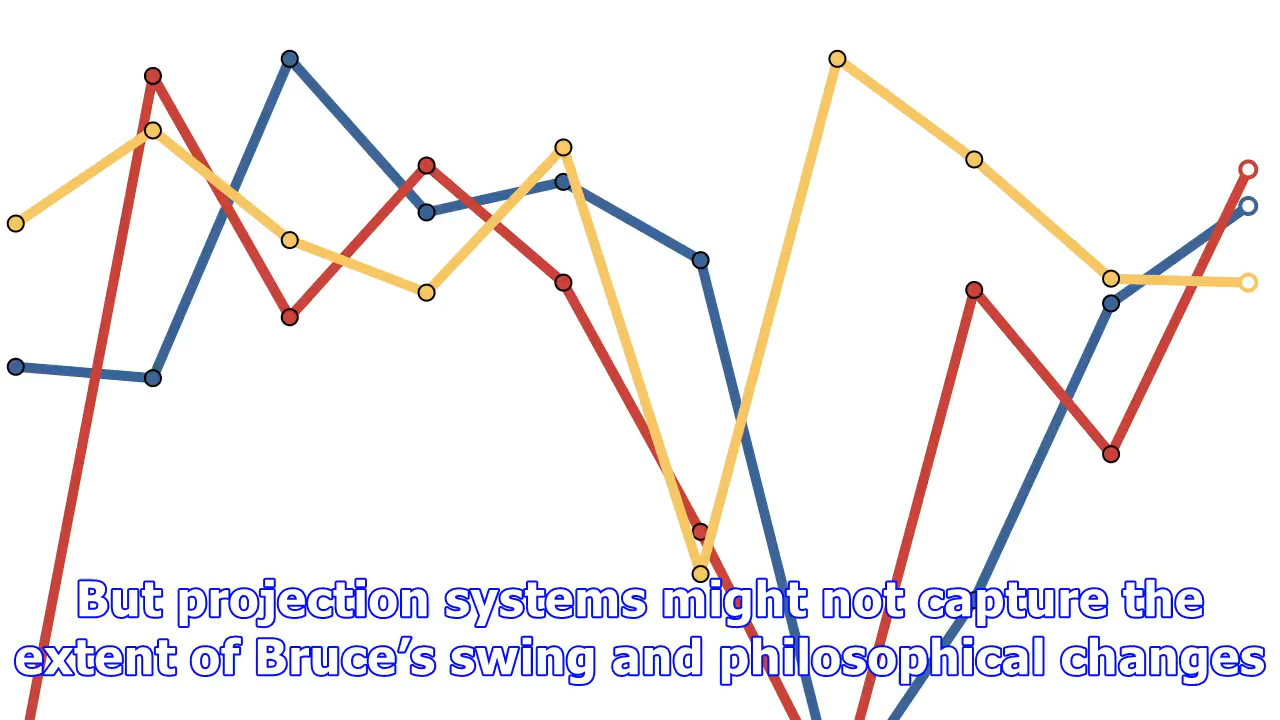 But projection systems might not capture the
extent of Bruce’s swing and philosophical changes